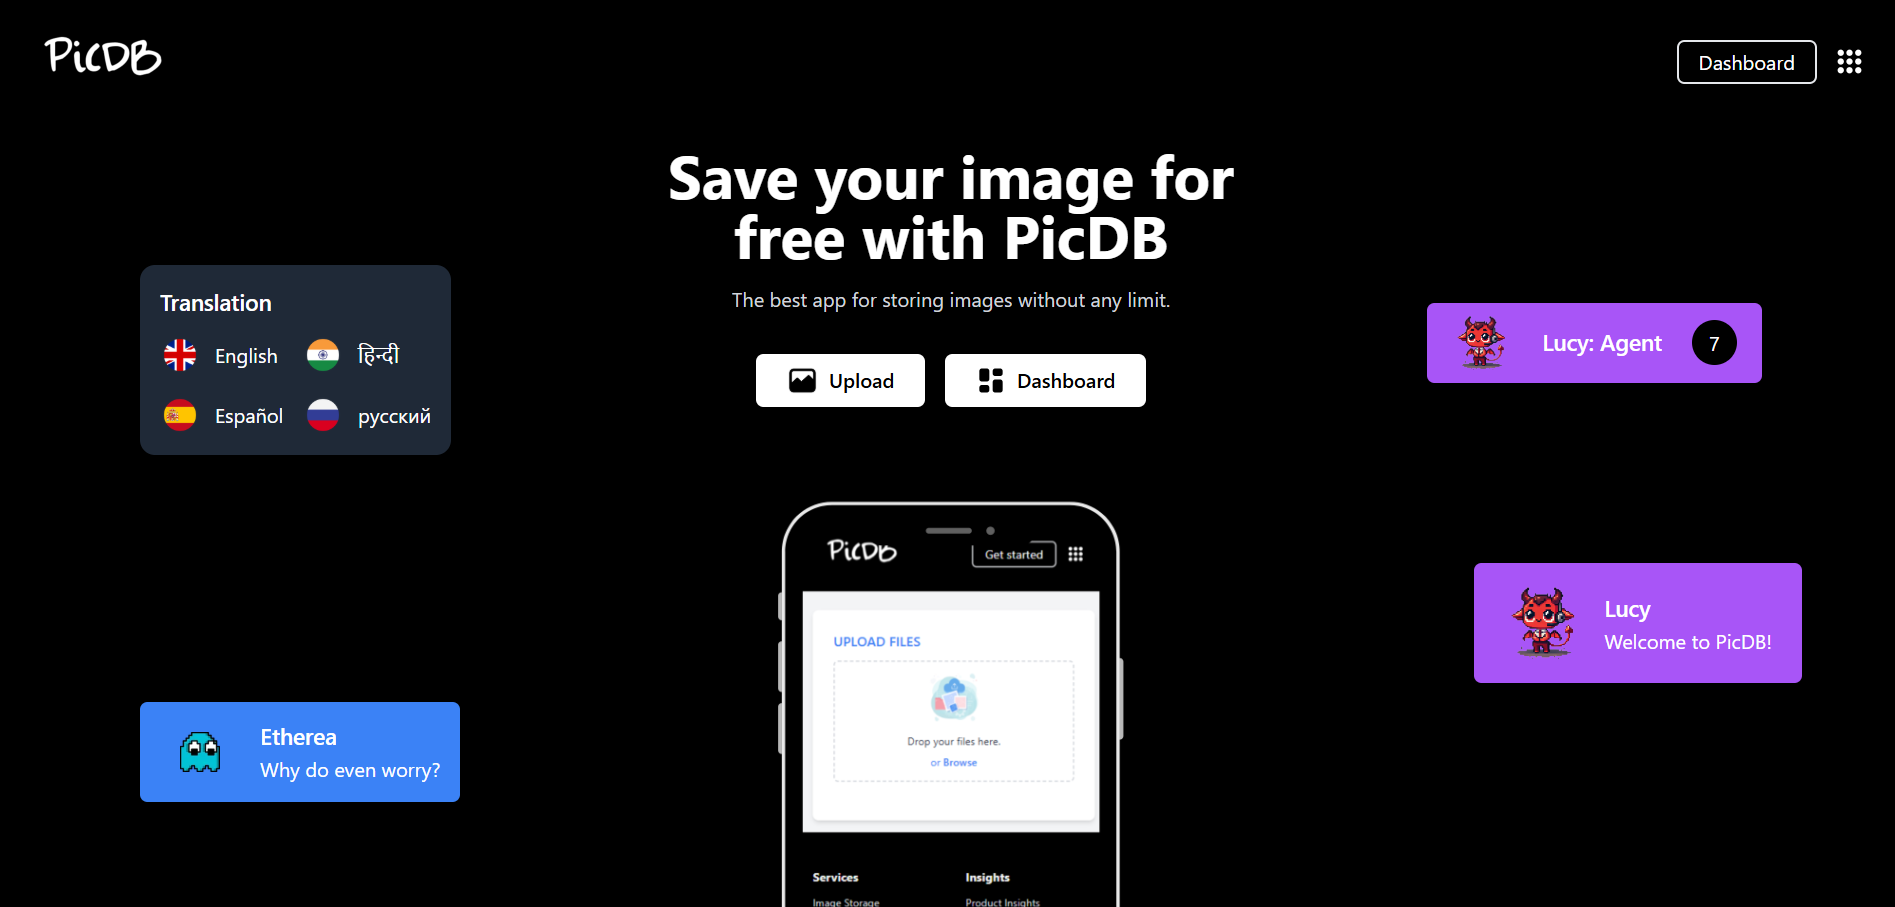 PicDB
Dashboard
Save your image for
free with PicDB
The best app for storing images without any limit.
Upload
Dashboard
Translation
English
हिन्दी
Español
русский
Lucy: Agent
7
Lucy
Welcome to PicDB!
Etherea
Why do even worry?
PicDB
Get started
UPLOAD FILES
Drop your files here.
or Browse
Services
Insights
Image Storage
Product Insights